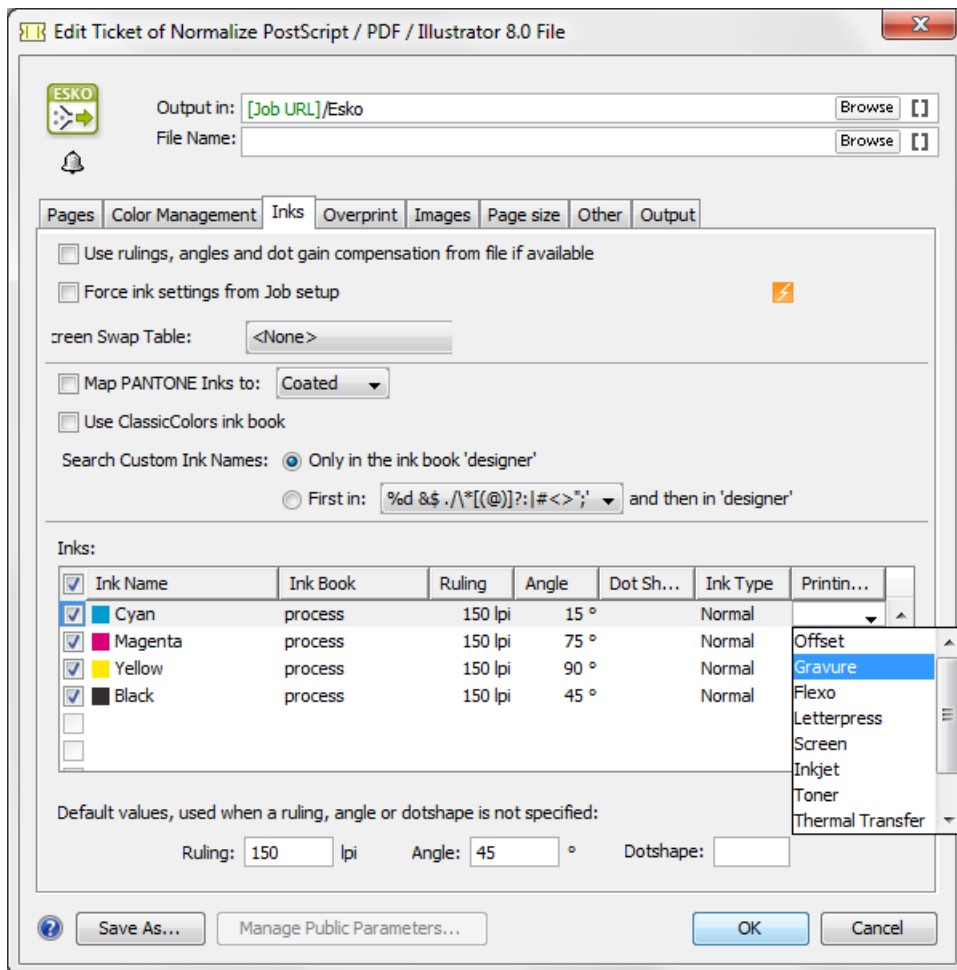 Edit Ticket of Normalize PostScript / PDF / Illustrator 8.0 File
ESKO
Output in: [Job URL]/Esko Browse []
File Name: Browse []
Pages Color Management Inks Overprint Images Page size Other Output
Use rulings, angles and dot gain compensation from file if available
Force ink settings from Job setup
creen Swap Table: <None>
Map PANTONE Inks to: Coated
Use ClassicColors ink book
Search Custom Ink Names: Only in the ink book 'designer'
First in: %d &$ ./\*[(@)]?:|#<>";' and then in 'designer'
Inks:
Ink Name Ink Book Ruling Angle Dot Sh... Ink Type Printin...
Cyan process 150 lpi 15 ° Normal
Magenta process 150 lpi 75 ° Normal
Yellow process 150 lpi 90 ° Normal
Black process 150 lpi 45 ° Normal
Offset
Gravure
Flexo
Letterpress
Screen
Inkjet
Toner
Thermal Transfer
Default values, used when a ruling, angle or dotshape is not specified:
Ruling: 150 lpi Angle: 45 ° Dotshape:
? Save As... Manage Public Parameters... OK Cancel